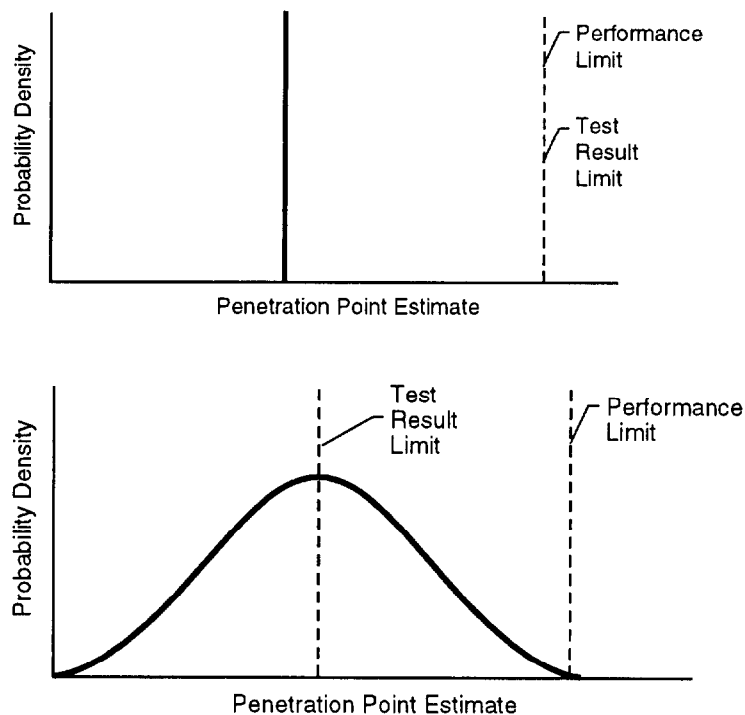 Performance
Limit
Test
Result
Limit
Probability Density
Penetration Point Estimate
Test
Result
Limit
Performance
Limit
Probability Density
Penetration Point Estimate